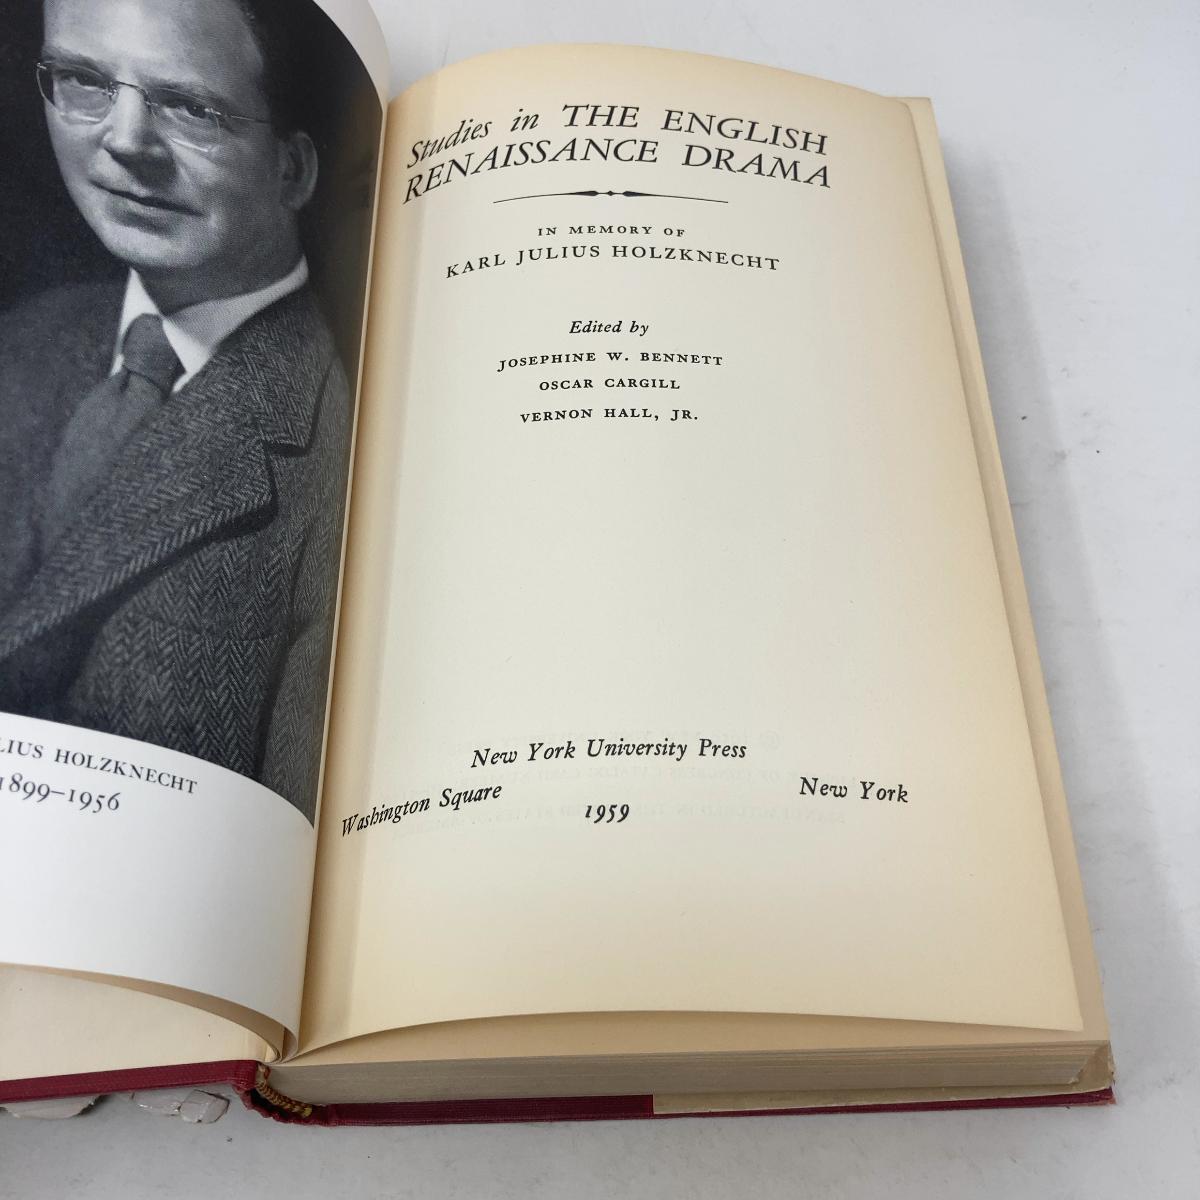 LIUS HOLZKNECHT
1899–1956
Studies in THE ENGLISH
RENAISSANCE DRAMA
IN MEMORY OF
KARL JULIUS HOLZKNECHT
Edited by
JOSEPHINE W. BENNETT
OSCAR CARGILL
VERNON HALL, JR.
New York University Press
Washington Square 1959 New York